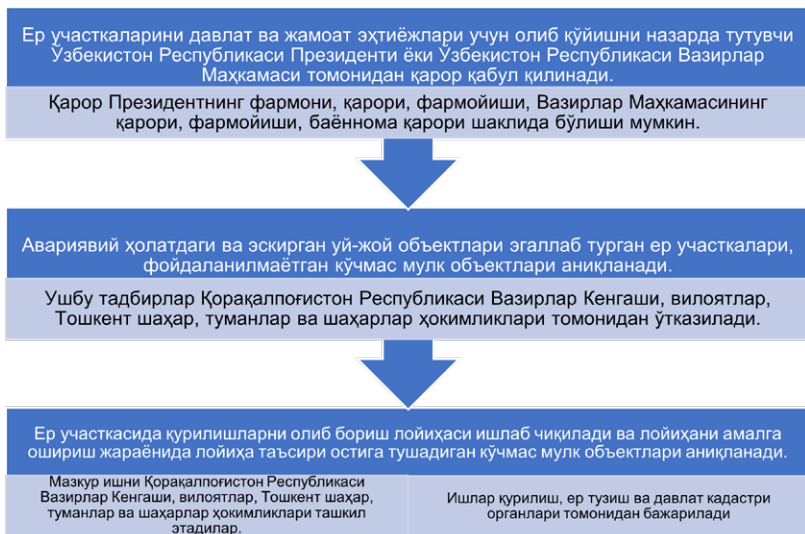 Ер участкаларини давлат ва жамоат эҳтиёжлари учун олиб қўйишни назарда тутувчи
Ўзбекистон Республикаси Президенти ёки Ўзбекистон Республикаси Вазирлар
Маҳкамаси томонидан қарор қабул қилинади.
Қарор Президентнинг фармони, қарори, фармойиши, Вазирлар Маҳкамасининг
қарори, фармойиши, баённома қарори шаклида бўлиши мумкин.
Авариявий ҳолатдаги ва эскирган уй-жой объектлари эгаллаб турган ер участкалари,
фойдаланилмаётган кўчмас мулк объектлари аниқланади.
Ушбу тадбирлар Қорақалпоғистон Республикаси Вазирлар Кенгаши, вилоятлар,
Тошкент шаҳар, туманлар ва шаҳарлар ҳокимликлари томонидан ўтказилади.
Ер участкасида қурилишларни олиб бориш лойиҳаси ишлаб чиқилади ва лойиҳани амалга
ошириш жараёнида лойиҳа таъсири остига тушадиган кўчмас мулк объектлари аниқланади.
Мазкур ишни Қорақалпоғистон Республикаси
Вазирлар Кенгаши, вилоятлар, Тошкент шаҳар,
туманлар ва шаҳарлар ҳокимликлари ташкил
этадилар.
Ишлар қурилиш, ер тузиш ва давлат кадастри
органлари томонидан бажарилади